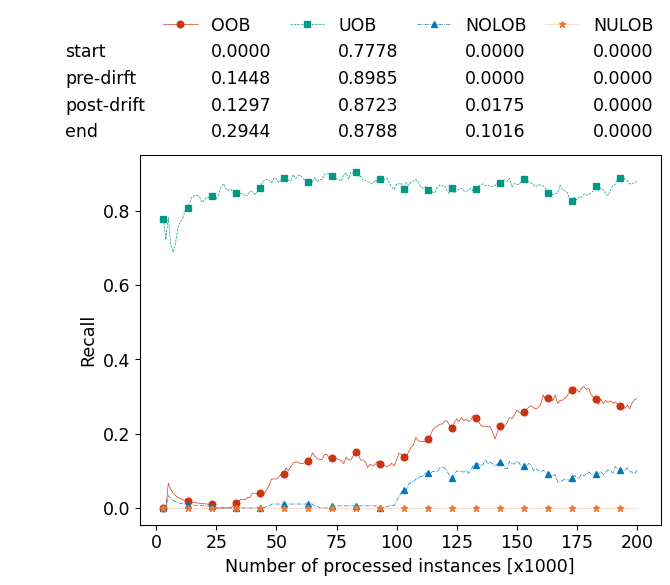 OOB UOB NOLOB NULOB
start 0.0000 0.7778 0.0000 0.0000
pre-dirft 0.1448 0.8985 0.0000 0.0000
post-drift 0.1297 0.8723 0.0175 0.0000
end 0.2944 0.8788 0.1016 0.0000
0.8
0.6
0.4
0.2
0.0
Recall
0 25 50 75 100 125 150 175 200
Number of processed instances [x1000]